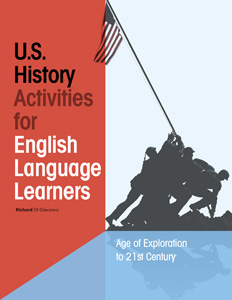 U.S.
History
Activities
for
English
Language
Learners
Richard Di Giacomo
Age of Exploration
to 21st Century